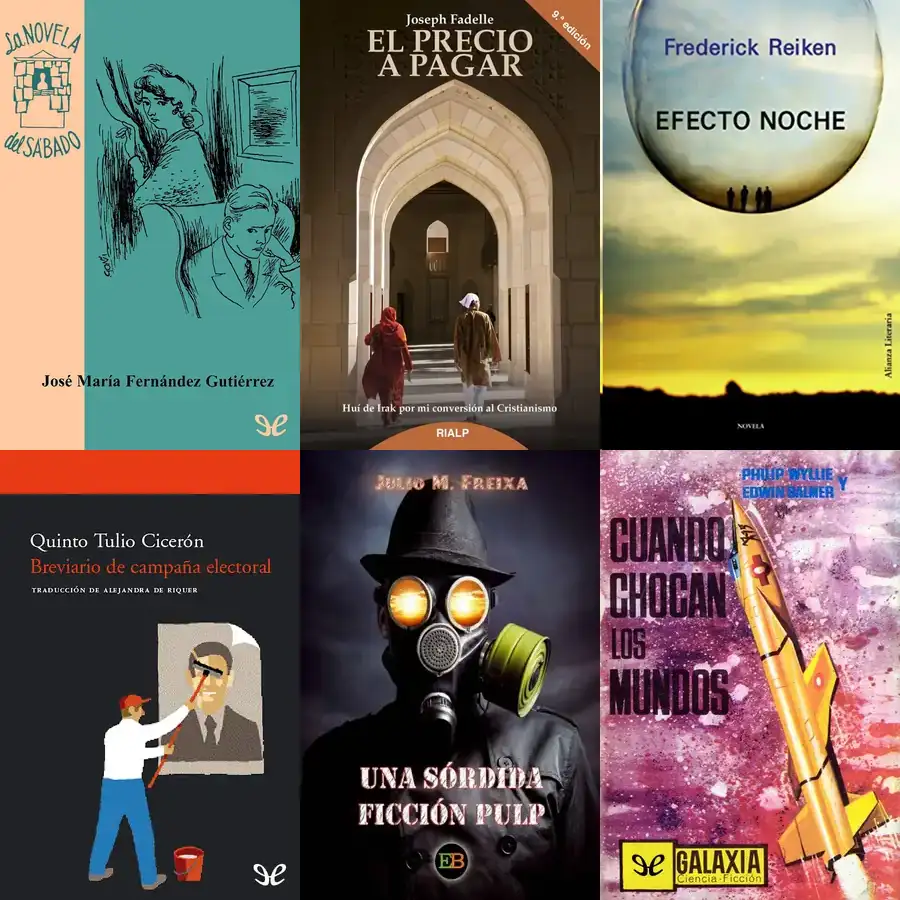 La NOVELA
del SÁBADO
José María Fernández Gutiérrez
Joseph Fadelle
EL PRECIO
A PAGAR
9.ª edición
Huí de Irak por mi conversión al Cristianismo
RIALP
Frederick Reiken
EFECTO NOCHE
Alianza Literaria
NOVELA
Quinto Tulio Cicerón
Breviario de campaña electoral
TRADUCCIÓN DE ALEJANDRA DE RIQUER
JULIO M. FREIXA
UNA SÓRDIDA
FICCIÓN PULP
EB
PHILIP WYLLIE Y
EDWIN BALMER
CUANDO
CHOCAN
LOS
MUNDOS
GALAXIA
Ciencia-Ficción